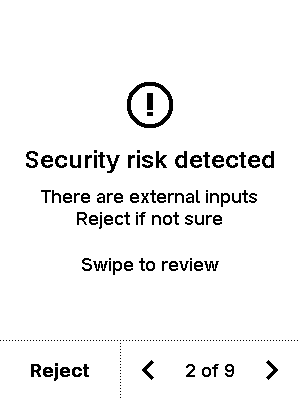 Security risk detected
There are external inputs
Reject if not sure
Swipe to review
Reject
2 of 9